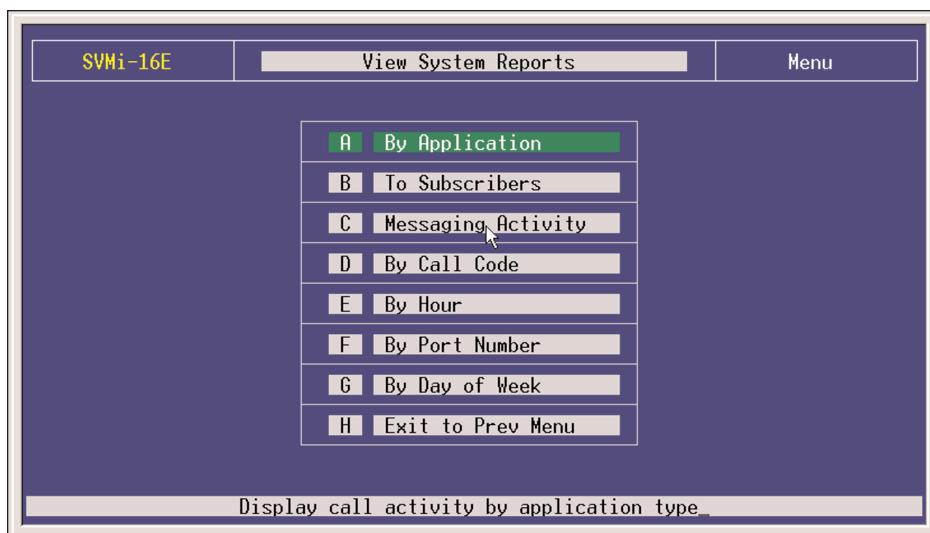 SVMi-16E View System Reports Menu
A By Application
B To Subscribers
C Messaging Activity
D By Call Code
E By Hour
F By Port Number
G By Day of Week
H Exit to Prev Menu
Display call activity by application type_